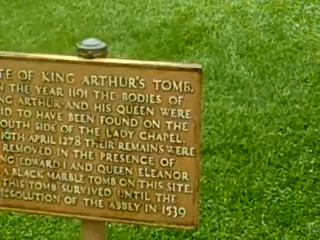 TE OF KING ARTHUR'S TOMB.
N THE YEAR 1191 THE BODIES OF
NG ARTHUR AND HIS QUEEN WERE
ID TO HAVE BEEN FOUND ON THE
OUTH SIDE OF THE LADY CHAPEL.
19TH APRIL 1278 THEIR REMAINS WERE
REMOVED IN THE PRESENCE OF
NG EDWARD I AND QUEEN ELEANOR
A BLACK MARBLE TOMB ON THIS SITE.
THIS TOMB SURVIVED UNTIL THE
SSOLUTION OF THE ABBEY IN 1539